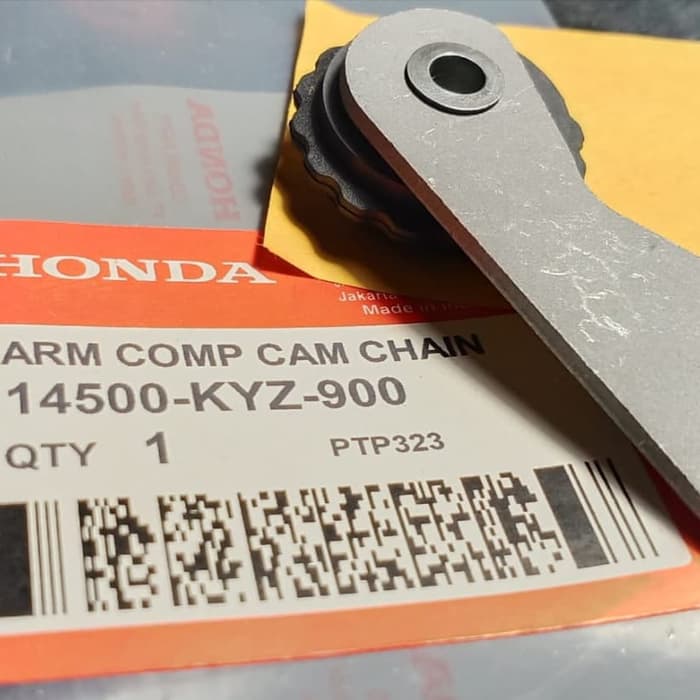 HONDA
HONDA
Jakarta
Made in
ARM COMP CAM CHAIN
14500-KYZ-900
QTY 1 PTP323